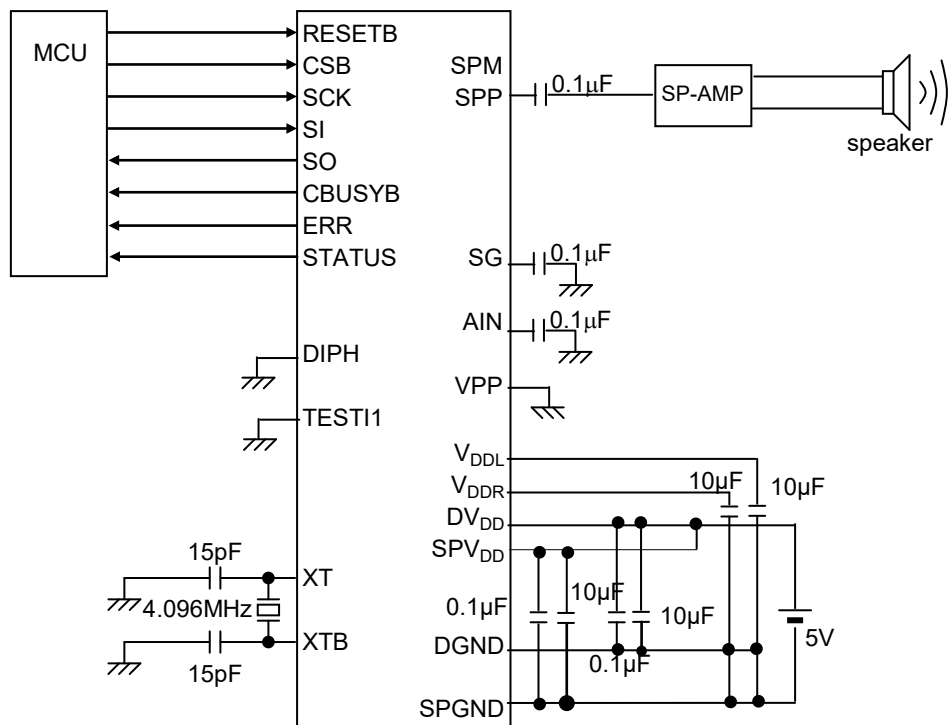 MCU
RESETB
CSB
SCK
SI
SO
CBUSYB
ERR
STATUS
DIPH
TESTI1
15pF
XT
4.096MHz
XTB
15pF
SPM
SPP
0.1μF
SP-AMP
speaker
SG
0.1μF
AIN
0.1μF
VPP
VDDL
VDDR
10µF
10µF
DVDD
SPVDD
0.1µF
10µF
10µF
DGND
0.1µF
5V
SPGND